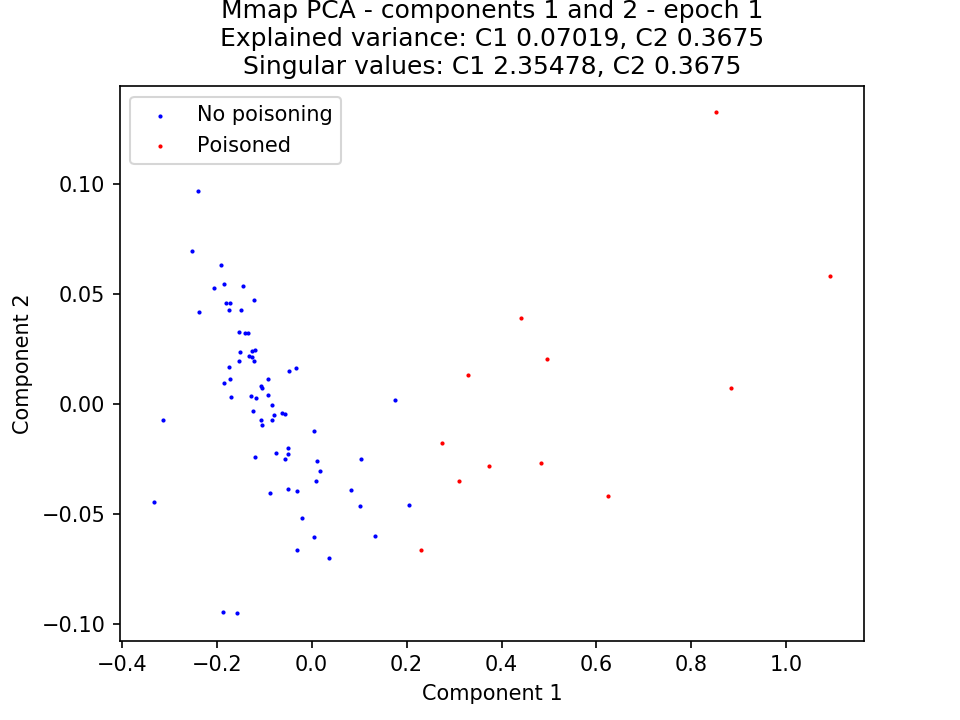 Mmap PCA - components 1 and 2 - epoch 1
Explained variance: C1 0.07019, C2 0.3675
Singular values: C1 2.35478, C2 0.3675
No poisoning
Poisoned
0.10
0.05
0.00
−0.05
−0.10
Component 2
−0.4 −0.2 0.0 0.2 0.4 0.6 0.8 1.0
Component 1